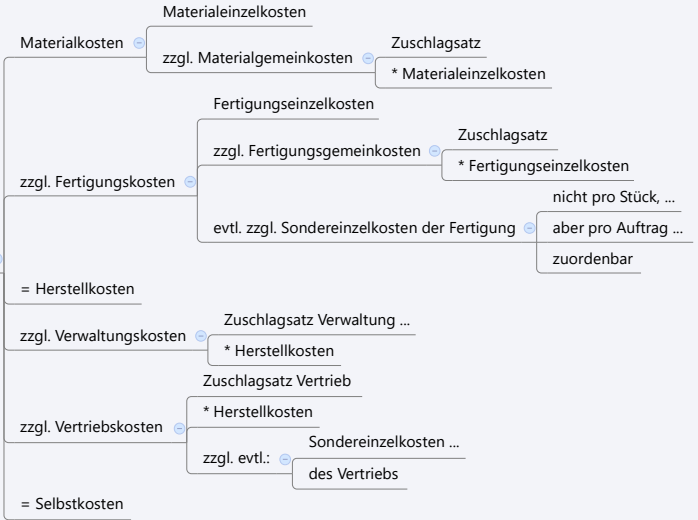 Materialkosten
Materialeinzelkosten
zzgl. Materialgemeinkosten
Zuschlagsatz
* Materialeinzelkosten
zzgl. Fertigungskosten
Fertigungseinzelkosten
zzgl. Fertigungsgemeinkosten
Zuschlagsatz
* Fertigungseinzelkosten
evtl. zzgl. Sondereinzelkosten der Fertigung
nicht pro Stück, ...
aber pro Auftrag ...
zuordenbar
= Herstellkosten
zzgl. Verwaltungskosten
Zuschlagsatz Verwaltung ...
* Herstellkosten
zzgl. Vertriebskosten
Zuschlagsatz Vertrieb
* Herstellkosten
zzgl. evtl.:
Sondereinzelkosten ...
des Vertriebs
= Selbstkosten